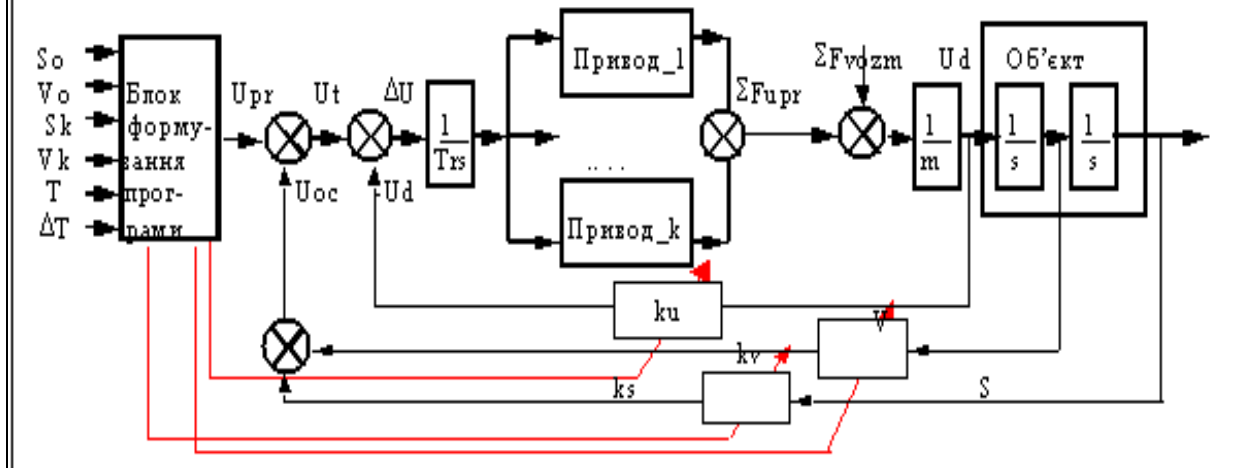 So
Vo
Sk
Vk
T
ΔT
Блок
форму-
вання
прог-
рами
Upr
Uoc
Ut
Ud
ΔU
1
Trs
Привод_1
.. ..
Привод_k
ΣFupr
ΣFvozm
Ud
1
m
Об'єкт
1
s
1
s
ku
V
kv
ks
S